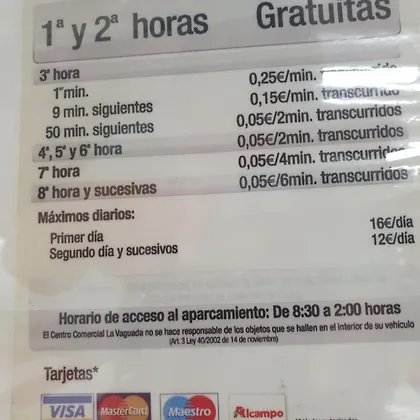 1ª y 2ª horas Gratuitas
3ª hora
1er min. 0,25€/min.
9 min. siguientes 0,15€/min. transcurrido
50 min. siguientes 0,05€/2min. transcurridos
4ª, 5ª y 6ª hora 0,05€/2min. transcurridos
7ª hora 0,05€/4min. transcurridos
8ª hora y sucesivas 0,05€/6min. transcurridos
Máximos diarios:
Primer día 16€/día
Segundo día y sucesivos 12€/día
Horario de acceso al aparcamiento: De 8:30 a 2:00 horas
El Centro Comercial La Vaguada no se hace responsable de los objetos que se hallen en el interior de su vehículo
(Art. 3 Ley 40/2002 de 14 de noviembre)
Tarjetas*
VISA MasterCard Maestro Alcampo